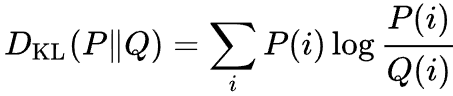 D_KL(P‖Q) = ∑_i P(i) log P(i)/Q(i)